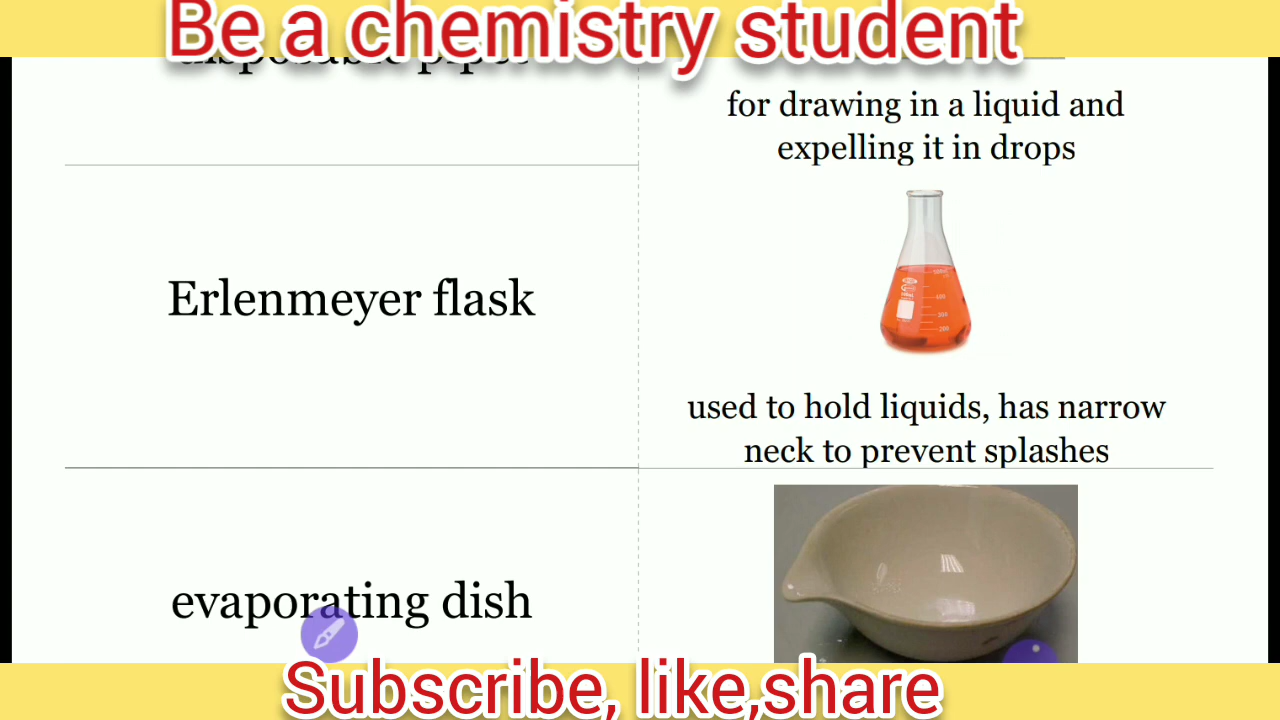 Be a chemistry student
for drawing in a liquid and
expelling it in drops
Erlenmeyer flask
used to hold liquids, has narrow
neck to prevent splashes
evaporating dish
Subscribe, like,share